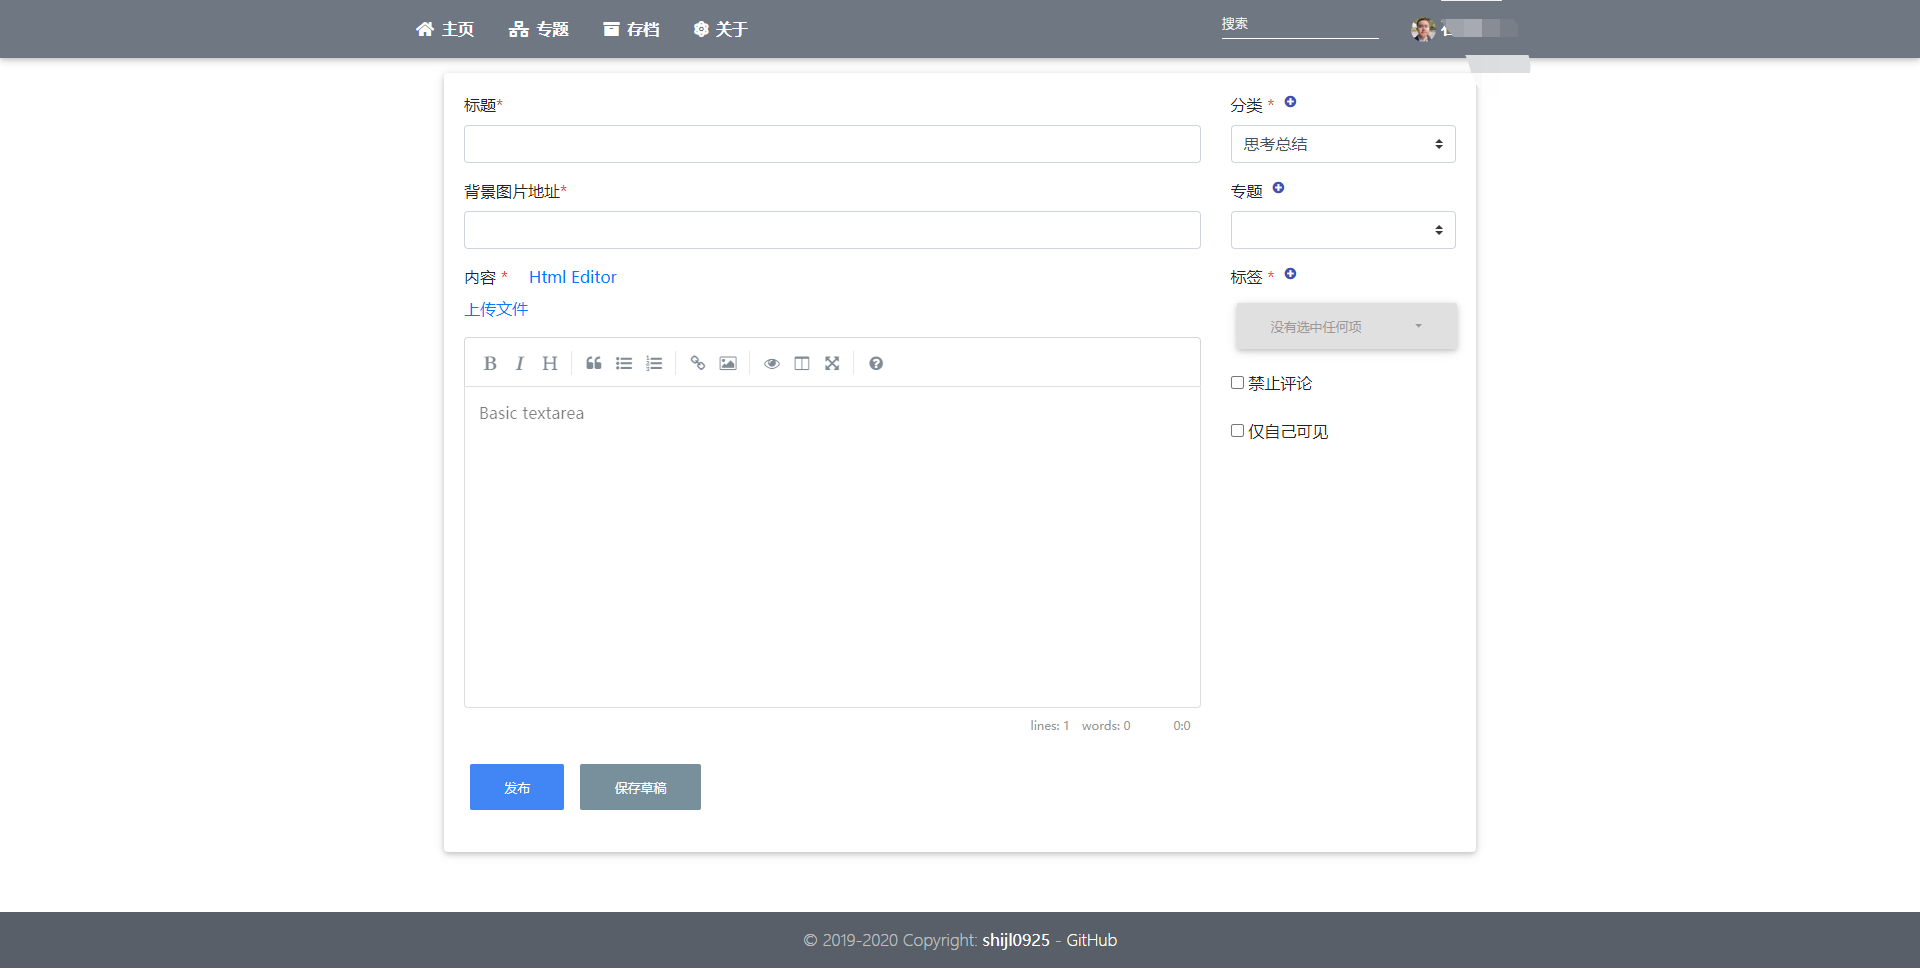 主页 专题 存档 关于 搜索
标题*
背景图片地址*
内容 * Html Editor
上传文件
B I H
Basic textarea
lines: 1 words: 0 0:0
发布 保存草稿
分类 *
思考总结
专题
标签 *
没有选中任何项
禁止评论
仅自己可见
© 2019-2020 Copyright: shijl0925 - GitHub